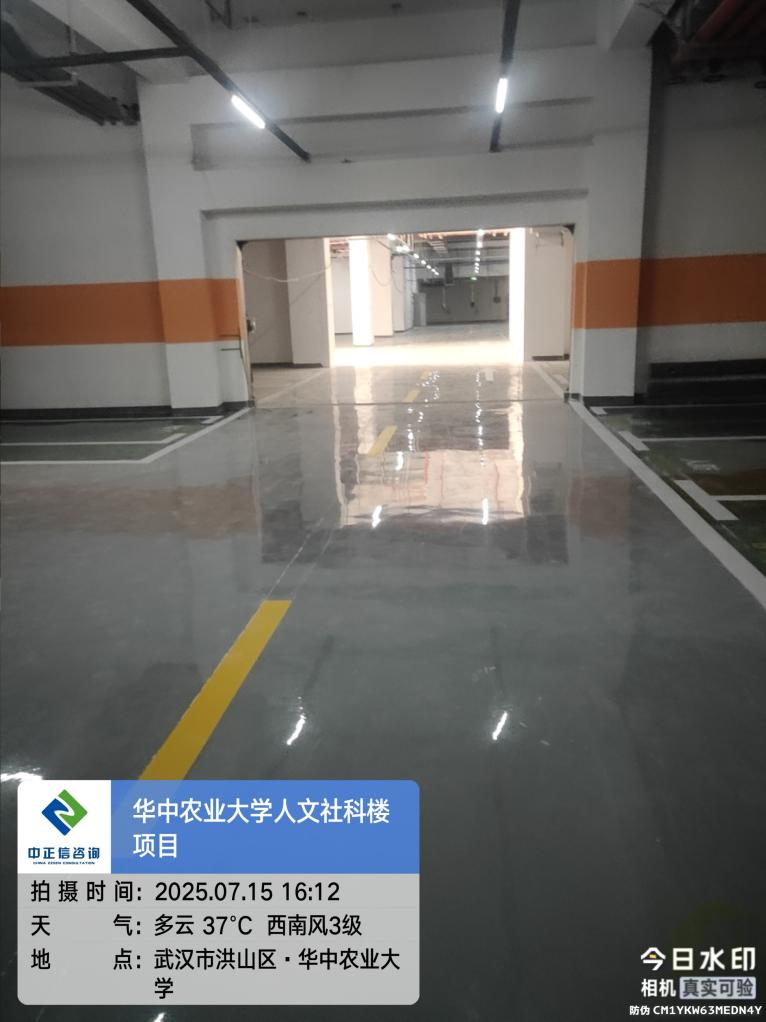 华中农业大学人文社科楼
项目
中正信咨询
CHINA ZZXIN CONSULTATION
拍摄时间：2025.07.15 16:12
天气：多云 37℃ 西南风3级
地点：武汉市洪山区·华中农业大
学
今日水印
相机 真实可验
防伪 CM1YKW63MEDN4Y